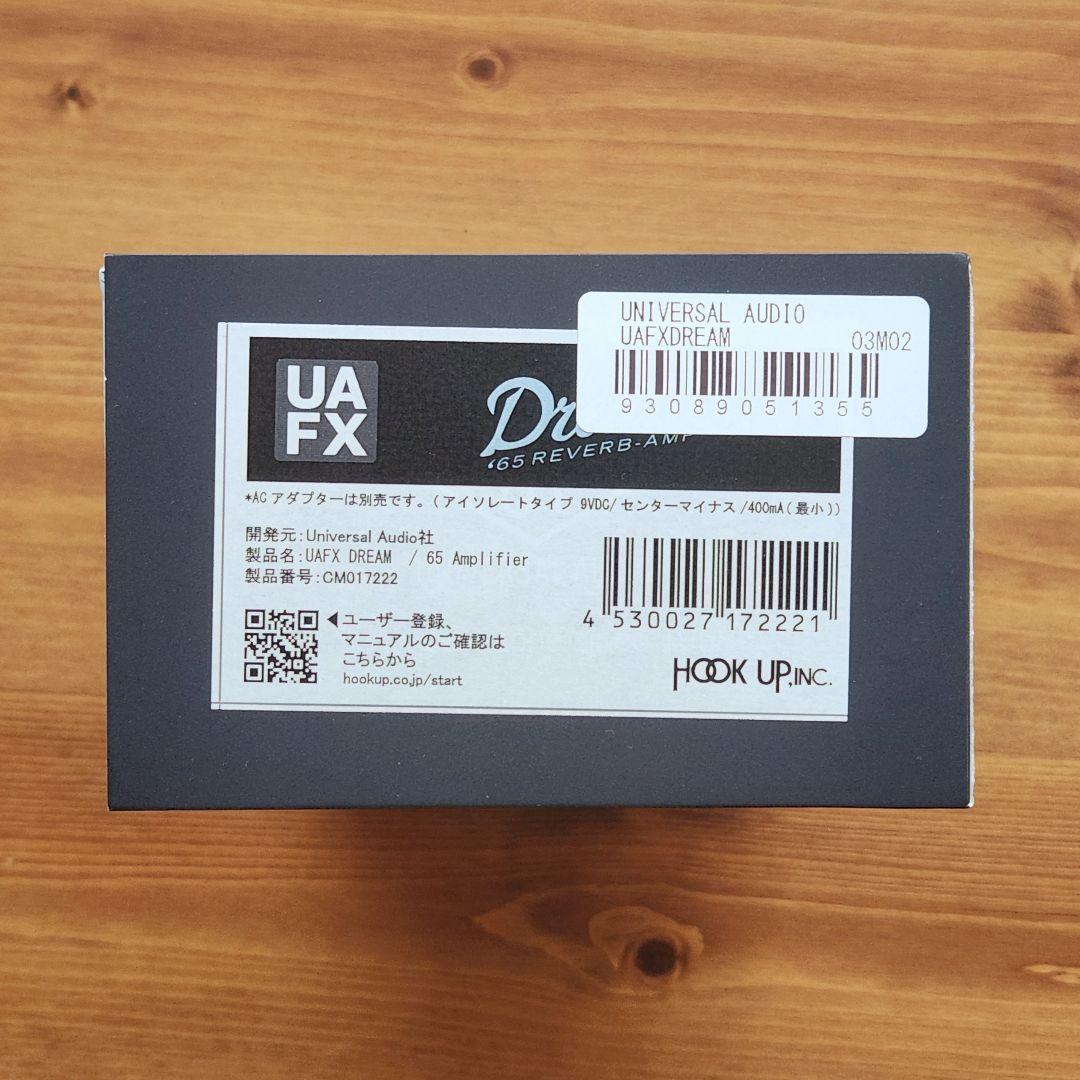 UNIVERSAL AUDIO
UAFXDREAM 03M02
93089051355
UA
FX
'65 REVERB-AMP
*ACアダプターは別売です。(アイソレートタイプ 9VDC/センターマイナス/400mA(最小))
開発元:Universal Audio社
製品名:UAFX DREAM / 65 Amplifier
製品番号:CM017222
4 530027 172221
◀ユーザー登録、
マニュアルのご確認は
こちらから
hookup.co.jp/start
HOOK UP,INC.